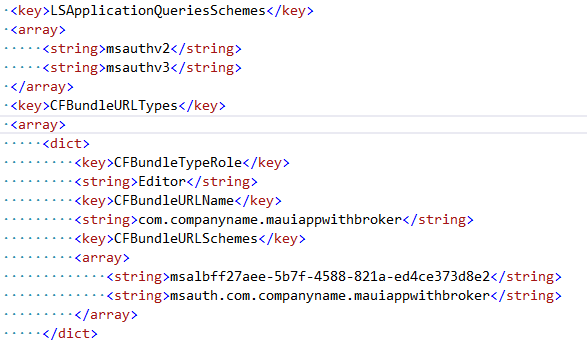 <key>LSApplicationQueriesSchemes</key>
<array>
<string>msauthv2</string>
<string>msauthv3</string>
</array>
<key>CFBundleURLTypes</key>
<array>
<dict>
<key>CFBundleTypeRole</key>
<string>Editor</string>
<key>CFBundleURLName</key>
<string>com.companyname.mauiappwithbroker</string>
<key>CFBundleURLSchemes</key>
<array>
<string>msalbff27aee-5b7f-4588-821a-ed4ce373d8e2</string>
<string>msauth.com.companyname.mauiappwithbroker</string>
</array>
</dict>